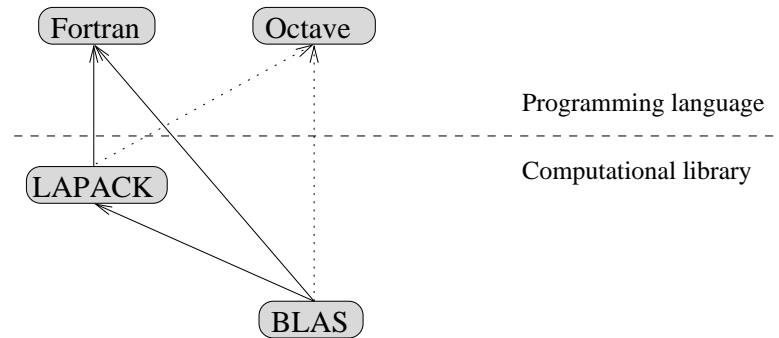 Fortran
Octave
Programming language
Computational library
LAPACK
BLAS